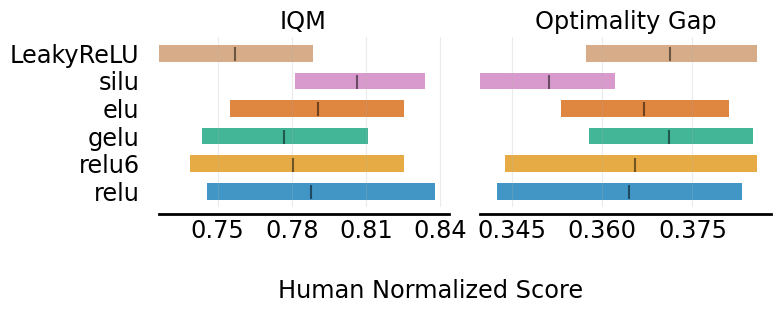 IQM Optimality Gap
LeakyReLU
silu
elu
gelu
relu6
relu
0.75 0.78 0.81 0.84 0.345 0.360 0.375
Human Normalized Score